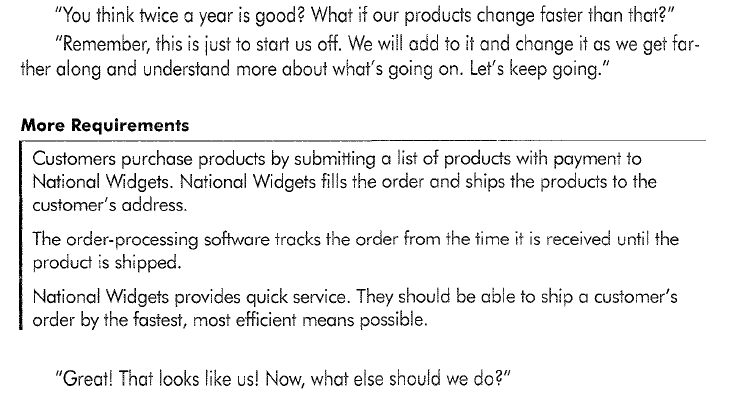 "You think twice a year is good? What if our products change faster than that?"
"Remember, this is just to start us off. We will add to it and change it as we get far-
ther along and understand more about what's going on. Let's keep going."
More Requirements
Customers purchase products by submitting a list of products with payment to
National Widgets. National Widgets fills the order and ships the products to the
customer's address.
The order-processing software tracks the order from the time it is received until the
product is shipped.
National Widgets provides quick service. They should be able to ship a customer's
order by the fastest, most efficient means possible.
"Great! That looks like us! Now, what else should we do?"